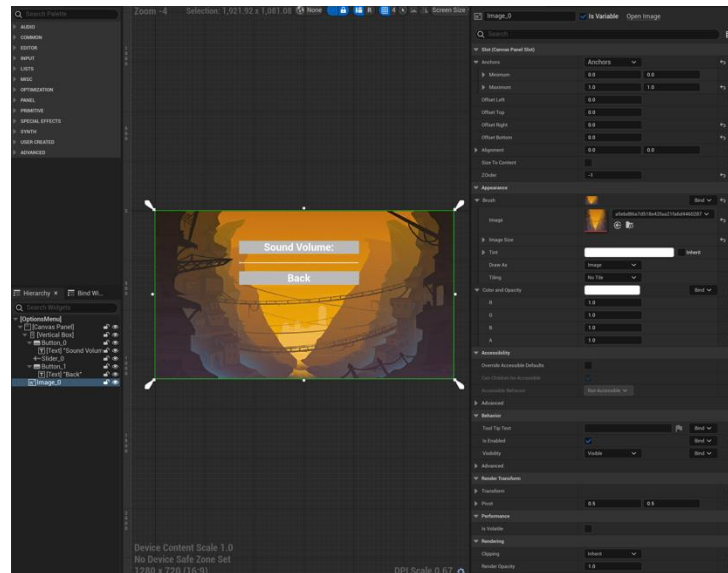 Search Palette
AUDIO
COMMON
EDITOR
INPUT
LISTS
MISC
OPTIMIZATION
PANEL
PRIMITIVE
SPECIAL EFFECTS
SYNTH
USER CREATED
ADVANCED
Hierarchy
Bind Wi...
Search Widgets
[OptionsMenu]
[Canvas Panel]
[Vertical Box]
Button_0
[Text] "Sound Volum
Slider_0
Button_1
[Text] "Back"
Image_0
Zoom -4
Selection: 1,921.92 x 1,081.08
None
R
4
Screen Size
Sound Volume:
Back
Device Content Scale 1.0
No Device Safe Zone Set
1280 x 720 (16:9)
DPI Scale 0.67
Image_0
Is Variable
Open Image
Search
Slot (Canvas Panel Slot)
Anchors
Anchors
Minimum 0.0 0.0
Maximum 1.0 1.0
Offset Left 0.0
Offset Top 0.0
Offset Right 0.0
Offset Bottom 0.0
Alignment 0.0 0.0
Size To Content
ZOrder -1
Appearance
Brush
Bind
Image
Image Size
Tint
Inherit
Draw As Image
Tiling No Tile
Color and Opacity
Bind
R 1.0
G 1.0
B 1.0
A 1.0
Accessibility
Override Accessible Defaults
Can Children be Accessible
Accessible Behavior Not Accessible
Advanced
Behavior
Tool Tip Text
Bind
Is Enabled
Bind
Visibility Visible
Bind
Advanced
Render Transform
Transform
Pivot 0.5 0.5
Performance
Is Volatile
Rendering
Clipping Inherit
Render Opacity 1.0